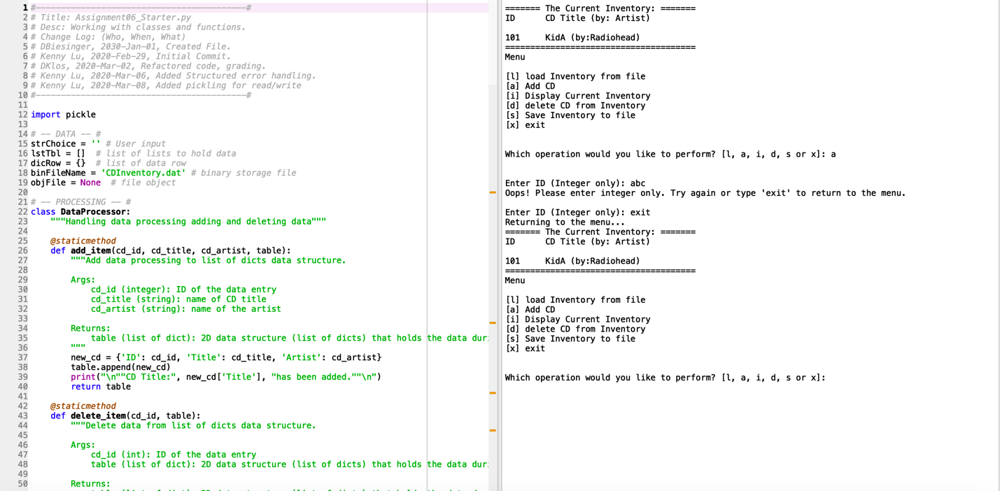 1 #------------------------------------------#
2 # Title: Assignment06_Starter.py
3 # Desc: Working with classes and functions.
4 # Change Log: (Who, When, What)
5 # DBiesinger, 2030-Jan-01, Created File.
6 # Kenny Lu, 2020-Feb-29, Initial Commit.
7 # DKlos, 2020-Mar-02, Refactored code, grading.
8 # Kenny Lu, 2020-Mar-06, Added Structured error handling.
9 # Kenny Lu, 2020-Mar-08, Added pickling for read/write
10 #------------------------------------------#
11
12 import pickle
13
14 # -- DATA -- #
15 strChoice = '' # User input
16 lstTbl = []  # list of lists to hold data
17 dicRow = {}  # list of data row
18 binFileName = 'CDInventory.dat' # binary storage file
19 objFile = None  # file object
20
21 # -- PROCESSING -- #
22 class DataProcessor:
23     """Handling data processing adding and deleting data"""
24
25     @staticmethod
26     def add_item(cd_id, cd_title, cd_artist, table):
27         """Add data processing to list of dicts data structure.
28
29         Args:
30             cd_id (integer): ID of the data entry
31             cd_title (string): name of CD title
32             cd_artist (string): name of the artist
33
34         Returns:
35             table (list of dict): 2D data structure (list of dicts) that holds the data dur
36         """
37         new_cd = {'ID': cd_id, 'Title': cd_title, 'Artist': cd_artist}
38         table.append(new_cd)
39         print("\n""CD Title:", new_cd['Title'], "has been added.""\n")
40         return table
41
42     @staticmethod
43     def delete_item(cd_id, table):
44         """Delete data from list of dicts data structure.
45
46         Args:
47             cd_id (int): ID of the data entry
48             table (list of dict): 2D data structure (list of dicts) that holds the data dur
49
50         Returns:
======= The Current Inventory: =======
ID      CD Title (by: Artist)

101     KidA (by:Radiohead)
======================================
Menu

[l] load Inventory from file
[a] Add CD
[i] Display Current Inventory
[d] delete CD from Inventory
[s] Save Inventory to file
[x] exit


Which operation would you like to perform? [l, a, i, d, s or x]: a


Enter ID (Integer only): abc
Oops! Please enter integer only. Try again or type 'exit' to return to the menu.

Enter ID (Integer only): exit
Returning to the menu...
======= The Current Inventory: =======
ID      CD Title (by: Artist)

101     KidA (by:Radiohead)
======================================
Menu

[l] load Inventory from file
[a] Add CD
[i] Display Current Inventory
[d] delete CD from Inventory
[s] Save Inventory to file
[x] exit


Which operation would you like to perform? [l, a, i, d, s or x]: